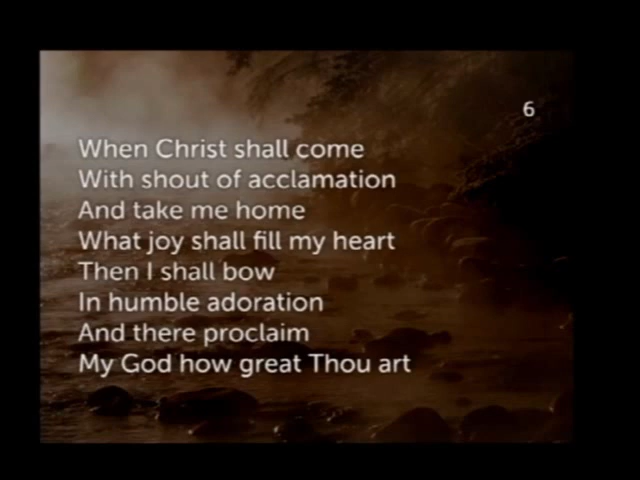 6
When Christ shall come
With shout of acclamation
And take me home
What joy shall fill my heart
Then I shall bow
In humble adoration
And there proclaim
My God how great Thou art